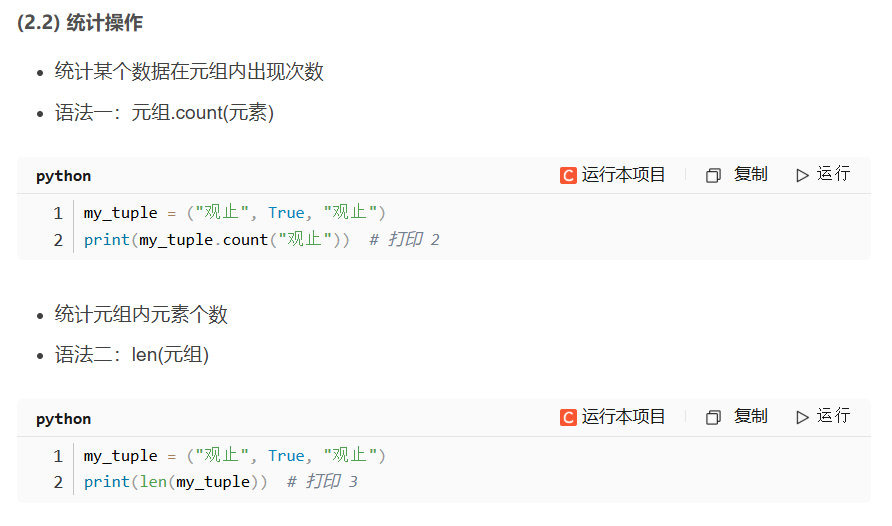 (2.2) 统计操作
• 统计某个数据在元组内出现次数
• 语法一：元组.count(元素)
python 运行本项目 复制 运行
1 my_tuple = ("观止", True, "观止")
2 print(my_tuple.count("观止")) # 打印 2
• 统计元组内元素个数
• 语法二：len(元组)
python 运行本项目 复制 运行
1 my_tuple = ("观止", True, "观止")
2 print(len(my_tuple)) # 打印 3